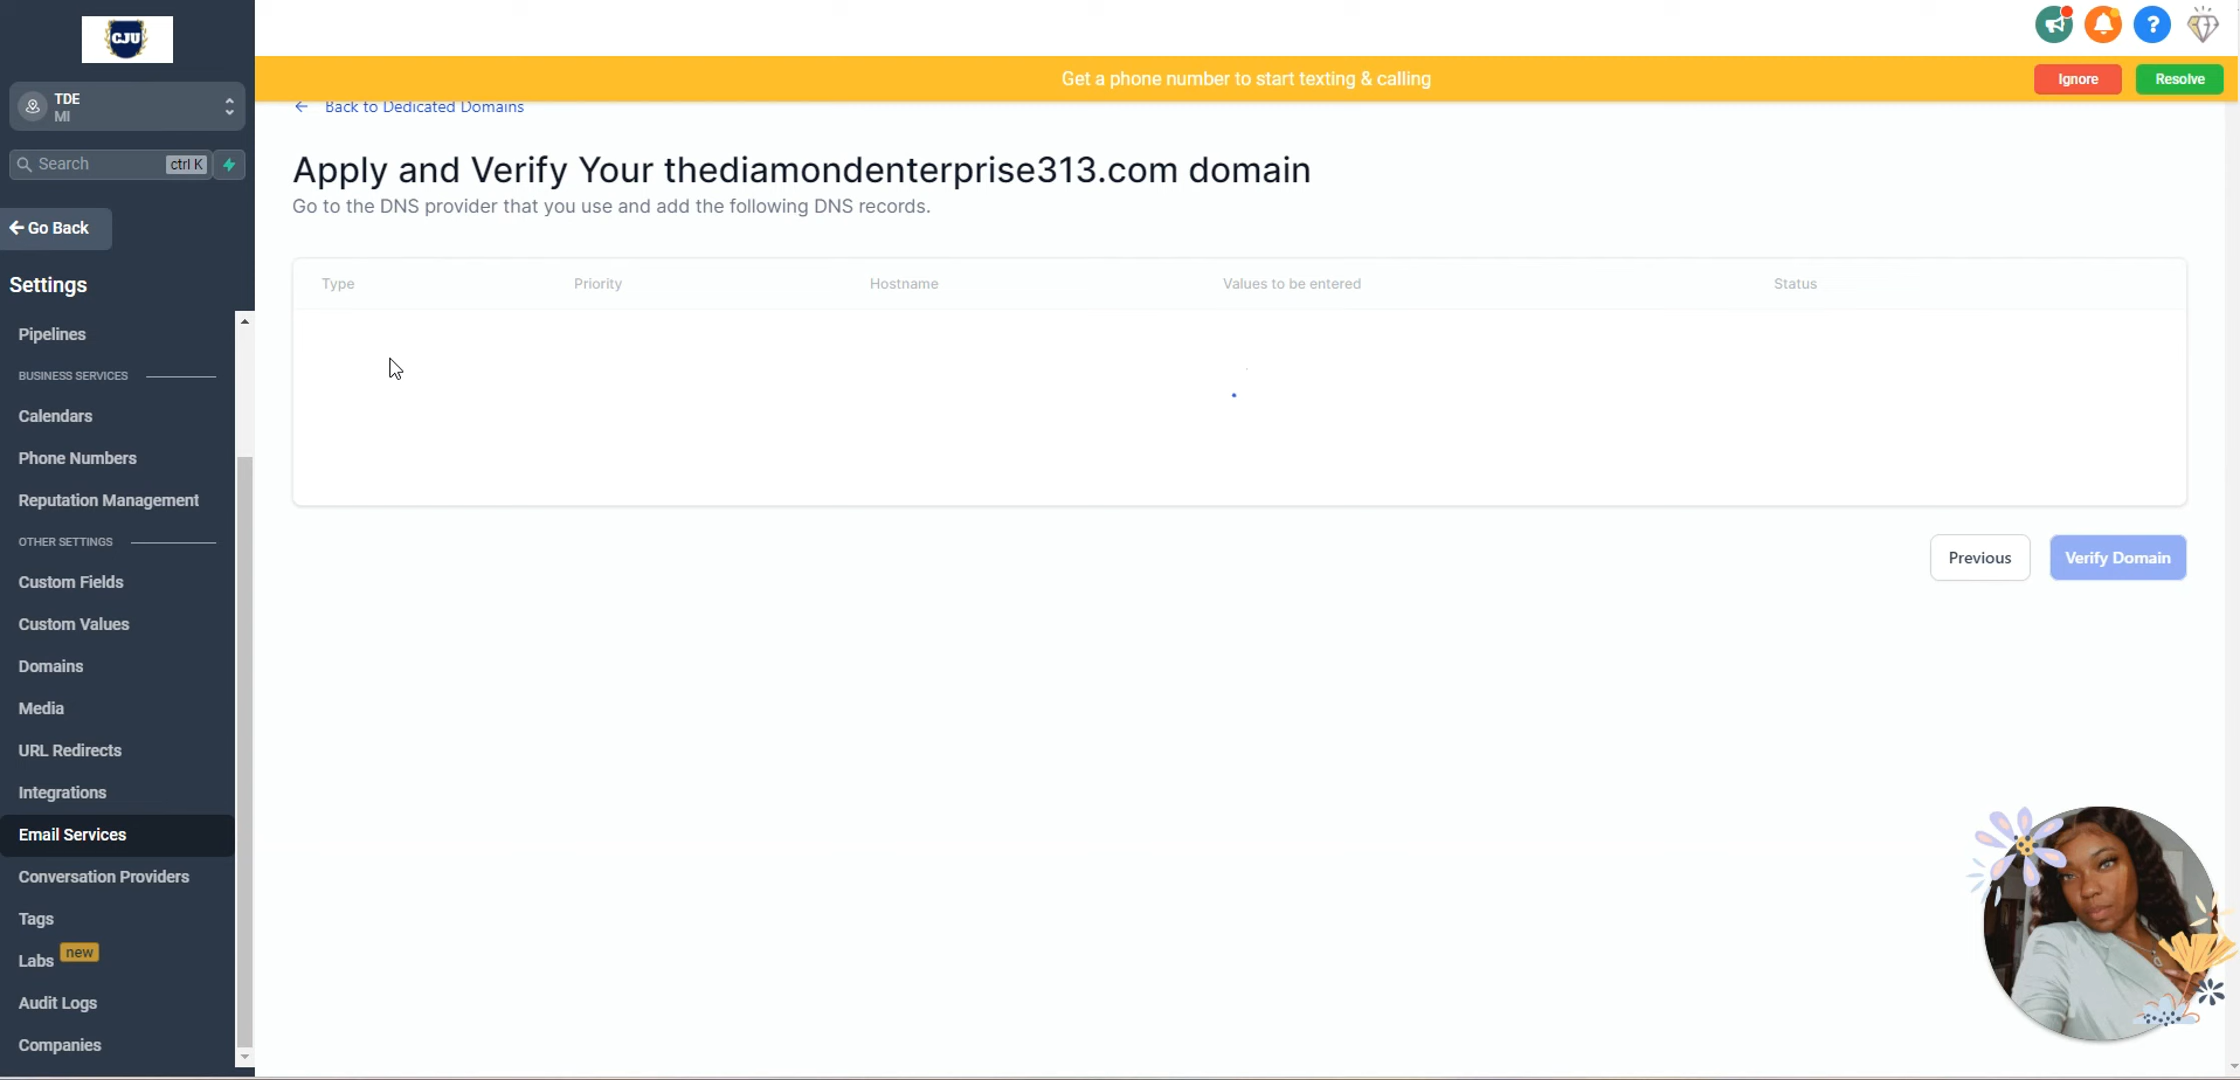 CJU
TDE
MI
Search
ctrl K
Go Back
Settings
Pipelines
BUSINESS SERVICES
Calendars
Phone Numbers
Reputation Management
OTHER SETTINGS
Custom Fields
Custom Values
Domains
Media
URL Redirects
Integrations
Email Services
Conversation Providers
Tags
Labs new
Audit Logs
Companies
?
Get a phone number to start texting & calling
Ignore
Resolve
Back to Dedicated Domains
Apply and Verify Your thediamondenterprise313.com domain
Go to the DNS provider that you use and add the following DNS records.
Type Priority Hostname Values to be entered Status
Previous
Verify Domain